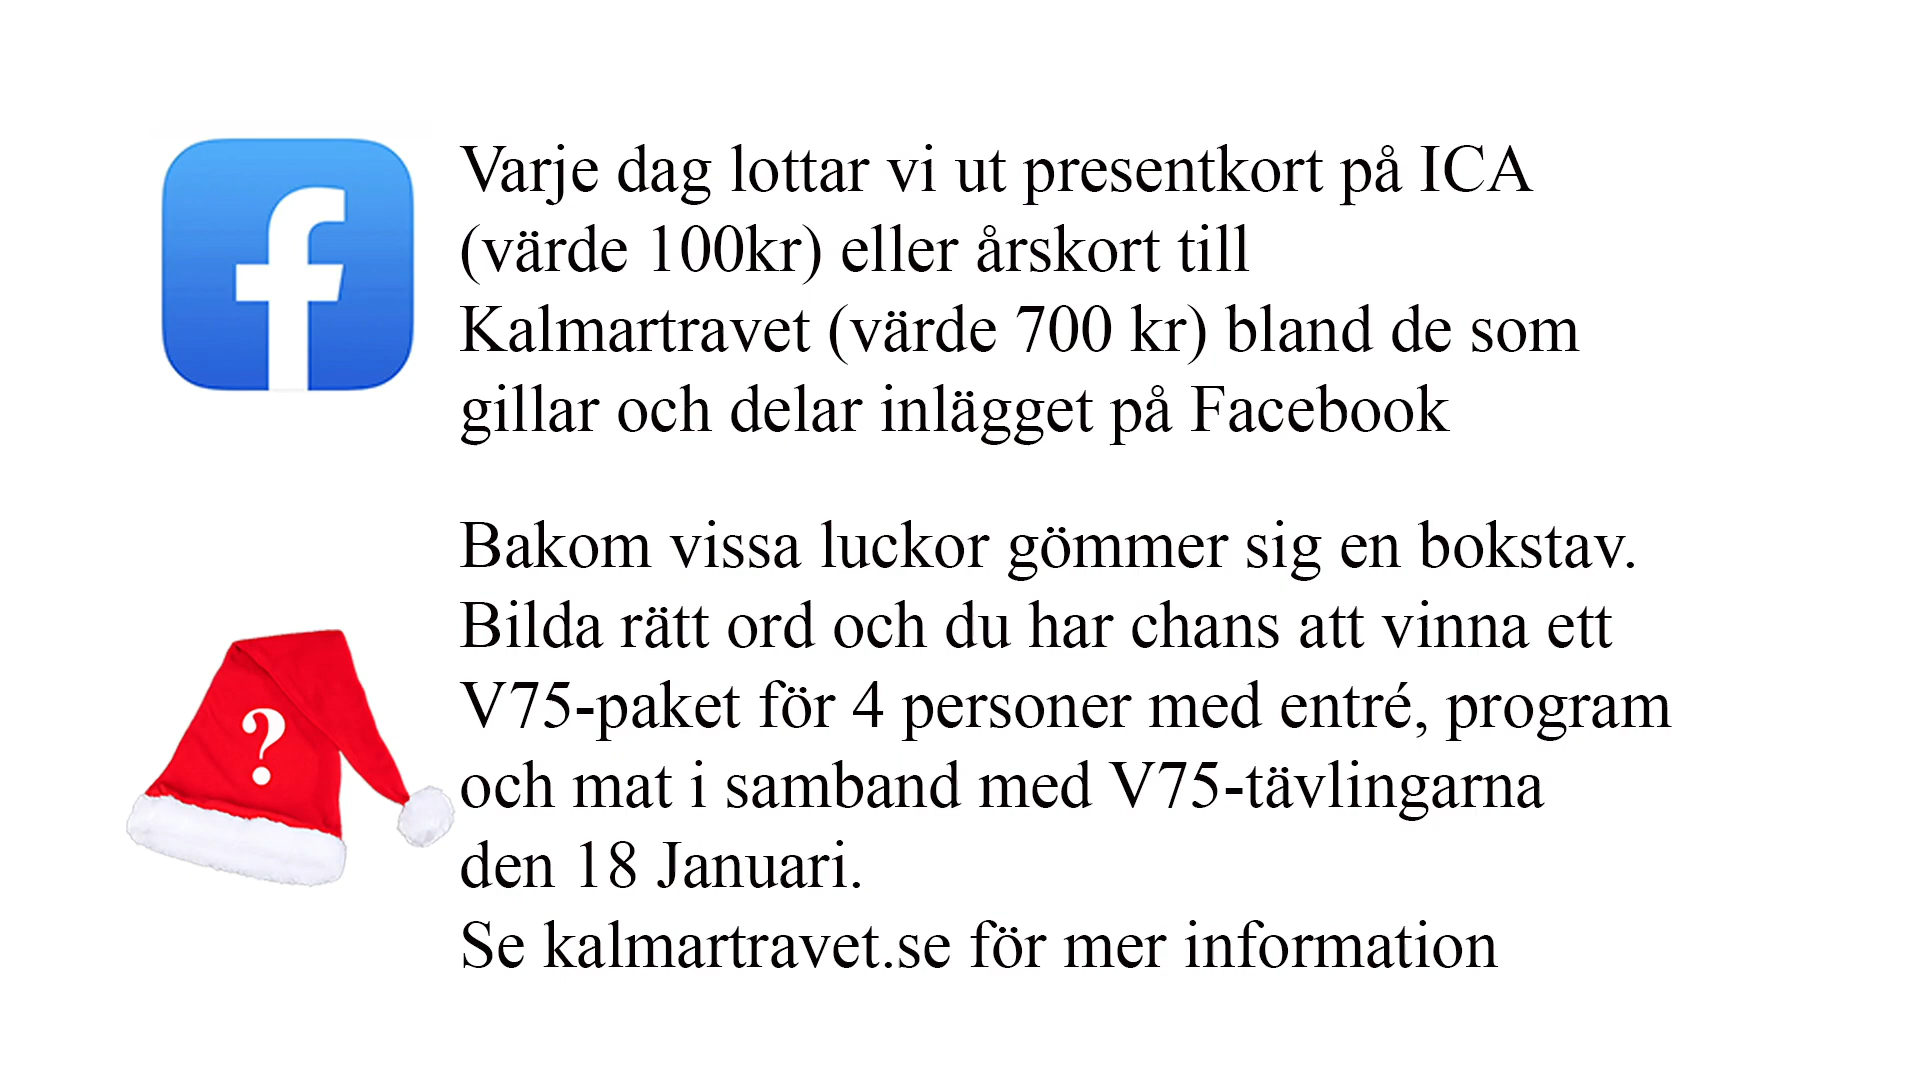 Varje dag lottar vi ut presentkort på ICA
(värde 100kr) eller årskort till
Kalmartravet (värde 700 kr) bland de som
gillar och delar inlägget på Facebook
Bakom vissa luckor gömmer sig en bokstav.
Bilda rätt ord och du har chans att vinna ett
?
V75-paket för 4 personer med entré, program
och mat i samband med V75-tävlingarna
den 18 Januari.
Se kalmartravet.se för mer information